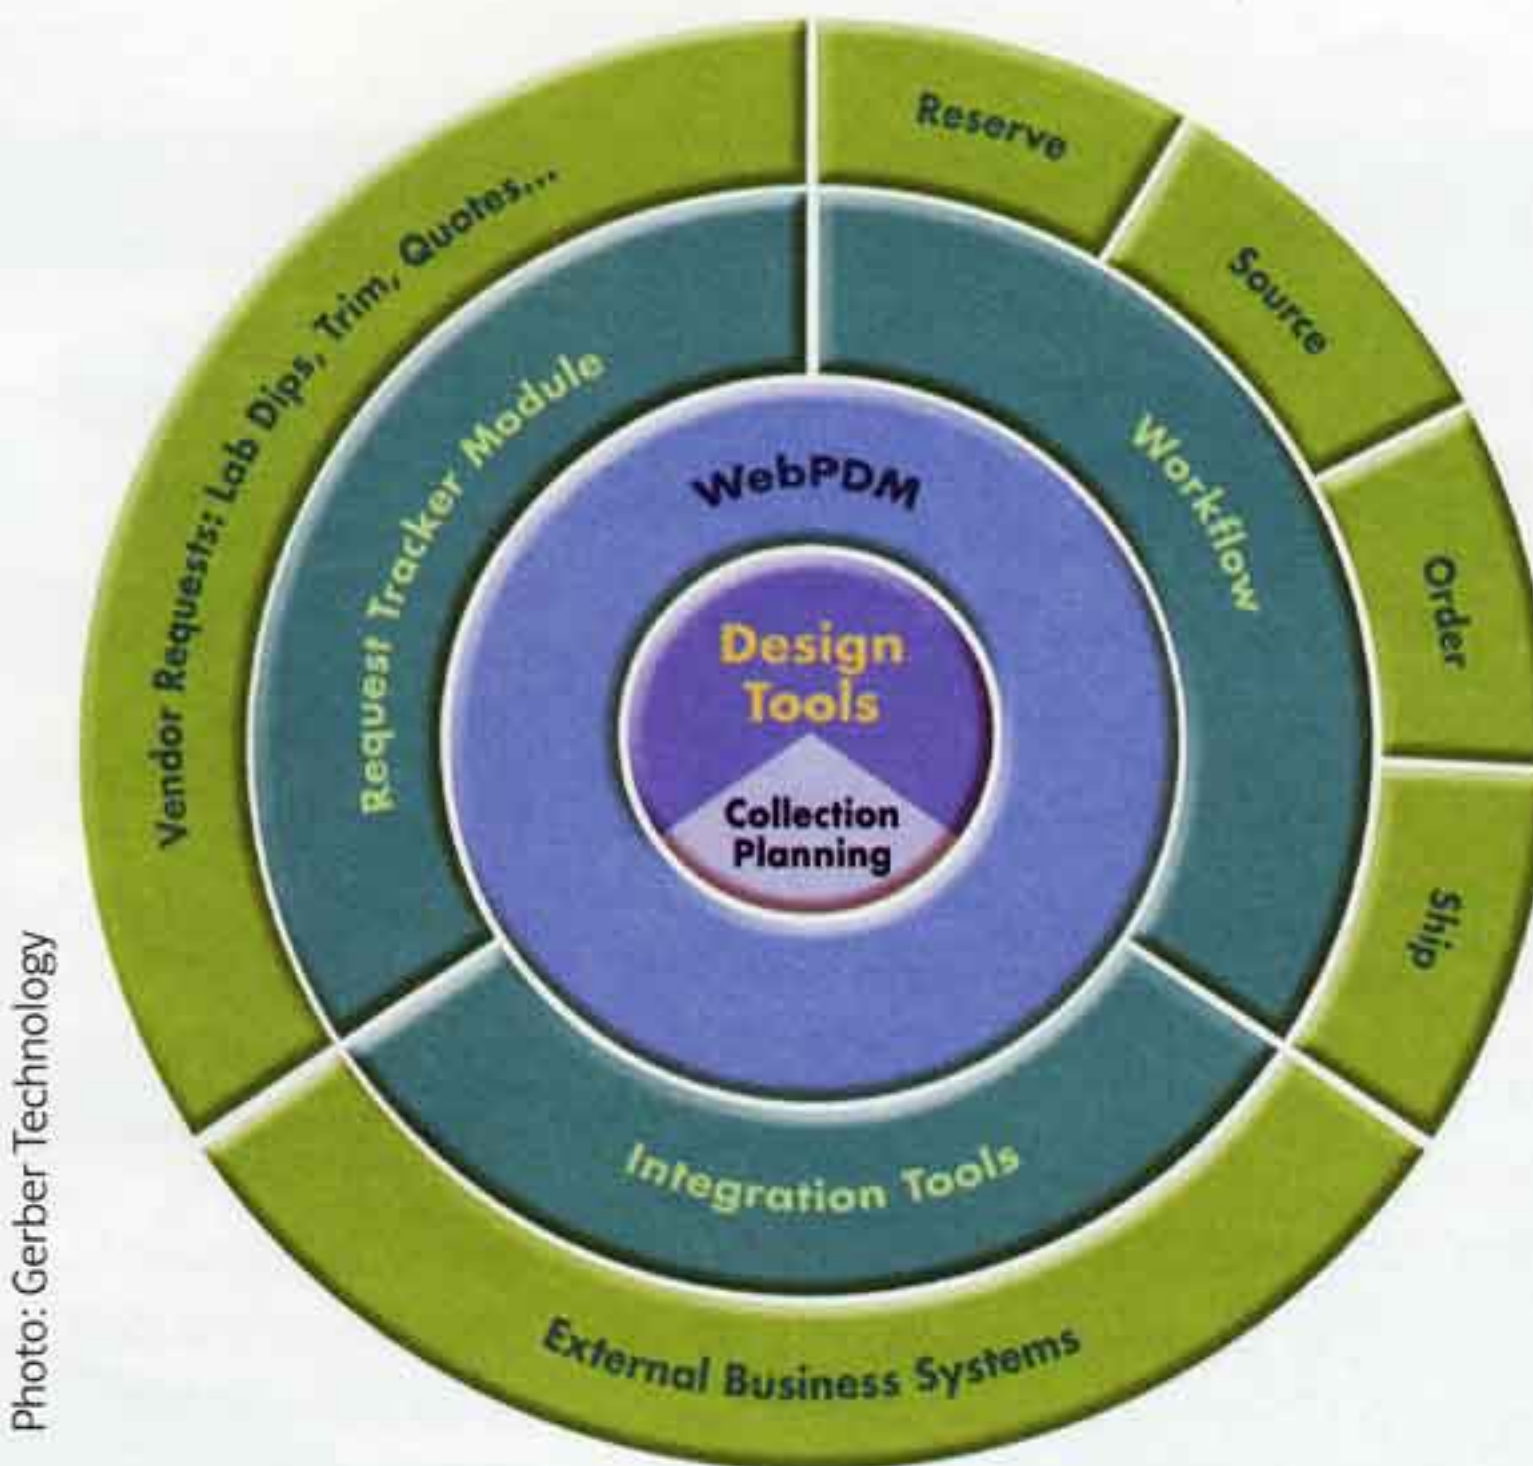 Reserve
Source
Order
Ship
Workflow
Vendor Requests: Lab Dips, Trim, Quotes...
Request Tracker Module
WebPDM
Design
Tools
Collection
Planning
Integration Tools
External Business Systems
Photo: Gerber Technology